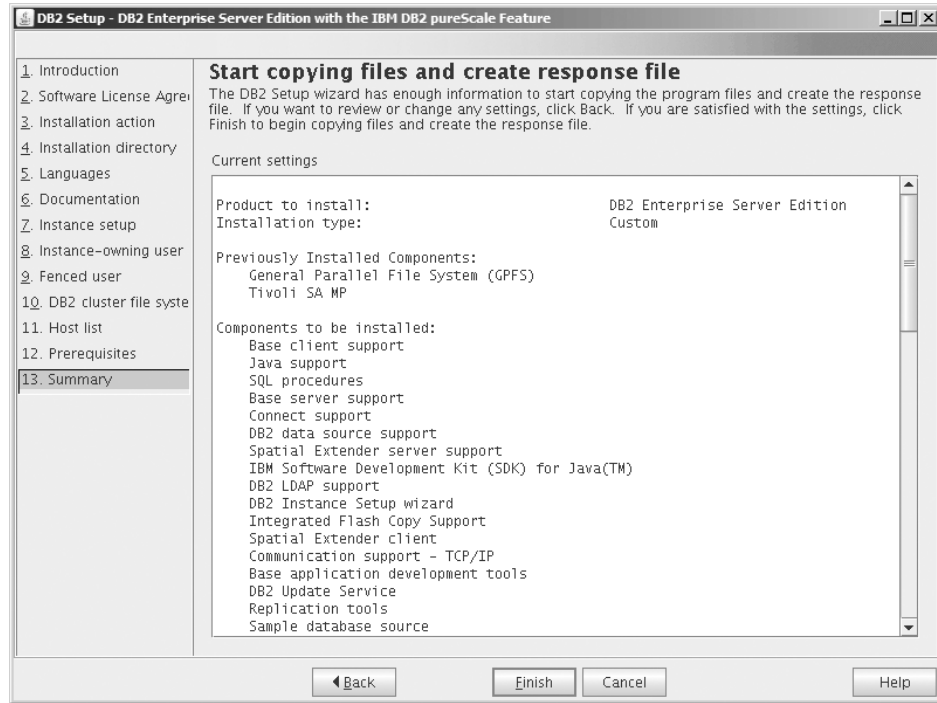 DB2 Setup - DB2 Enterprise Server Edition with the IBM DB2 pureScale Feature
1. Introduction
2. Software License Agre
3. Installation action
4. Installation directory
5. Languages
6. Documentation
7. Instance setup
8. Instance-owning user
9. Fenced user
10. DB2 cluster file syste
11. Host list
12. Prerequisites
13. Summary
Start copying files and create response file
The DB2 Setup wizard has enough information to start copying the program files and create the response
file. If you want to review or change any settings, click Back. If you are satisfied with the settings, click
Finish to begin copying files and create the response file.
Current settings
Product to install: DB2 Enterprise Server Edition
Installation type: Custom
Previously Installed Components:
General Parallel File System (GPFS)
Tivoli SA MP
Components to be installed:
Base client support
Java support
SQL procedures
Base server support
Connect support
DB2 data source support
Spatial Extender server support
IBM Software Development Kit (SDK) for Java(TM)
DB2 LDAP support
DB2 Instance Setup wizard
Integrated Flash Copy Support
Spatial Extender client
Communication support - TCP/IP
Base application development tools
DB2 Update Service
Replication tools
Sample database source
Back
Finish
Cancel
Help